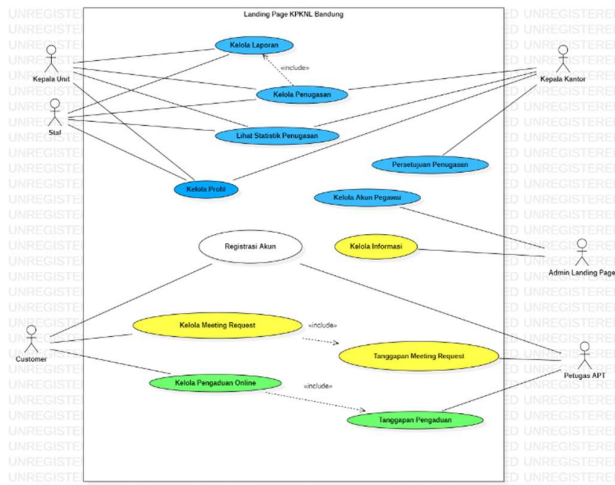 Landing Page KPKNL Bandung
Kelola Laporan
Kepala Unit
«include»
Kepala Kantor
Kelola Penugasan
Staf
Lihat Statistik Penugasan
Persetujuan Penugasan
Kelola Profil
Kelola Akun Pegawai
Registrasi Akun
Kelola Informasi
Admin Landing Page
Kelola Meeting Request
«include»
Customer
Tanggapan Meeting Request
Petugas APT
Kelola Pengaduan Online
«include»
Tanggapan Pengaduan
UNREGISTERED